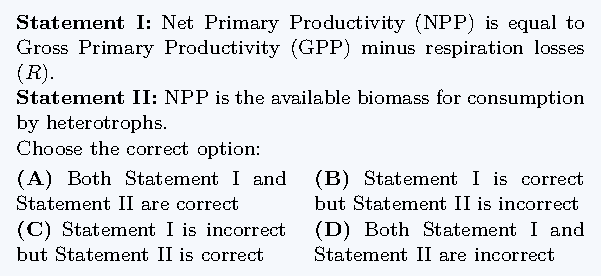 Statement I: Net Primary Productivity (NPP) is equal to
Gross Primary Productivity (GPP) minus respiration losses
(R).
Statement II: NPP is the available biomass for consumption
by heterotrophs.
Choose the correct option:
(A) Both Statement I and
Statement II are correct
(B) Statement I is correct
but Statement II is incorrect
(C) Statement I is incorrect
but Statement II is correct
(D) Both Statement I and
Statement II are incorrect